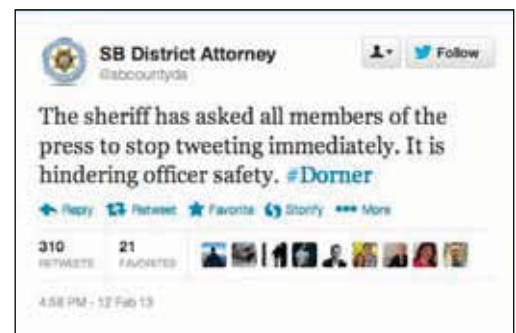 SB District Attorney
@sbcountyda
Follow
The sheriff has asked all members of the
press to stop tweeting immediately. It is
hindering officer safety. #Dorner
Reply Retweet Favorite Storify More
310 21
RETWEETS FAVORITES
4:58 PM - 12 Feb 13